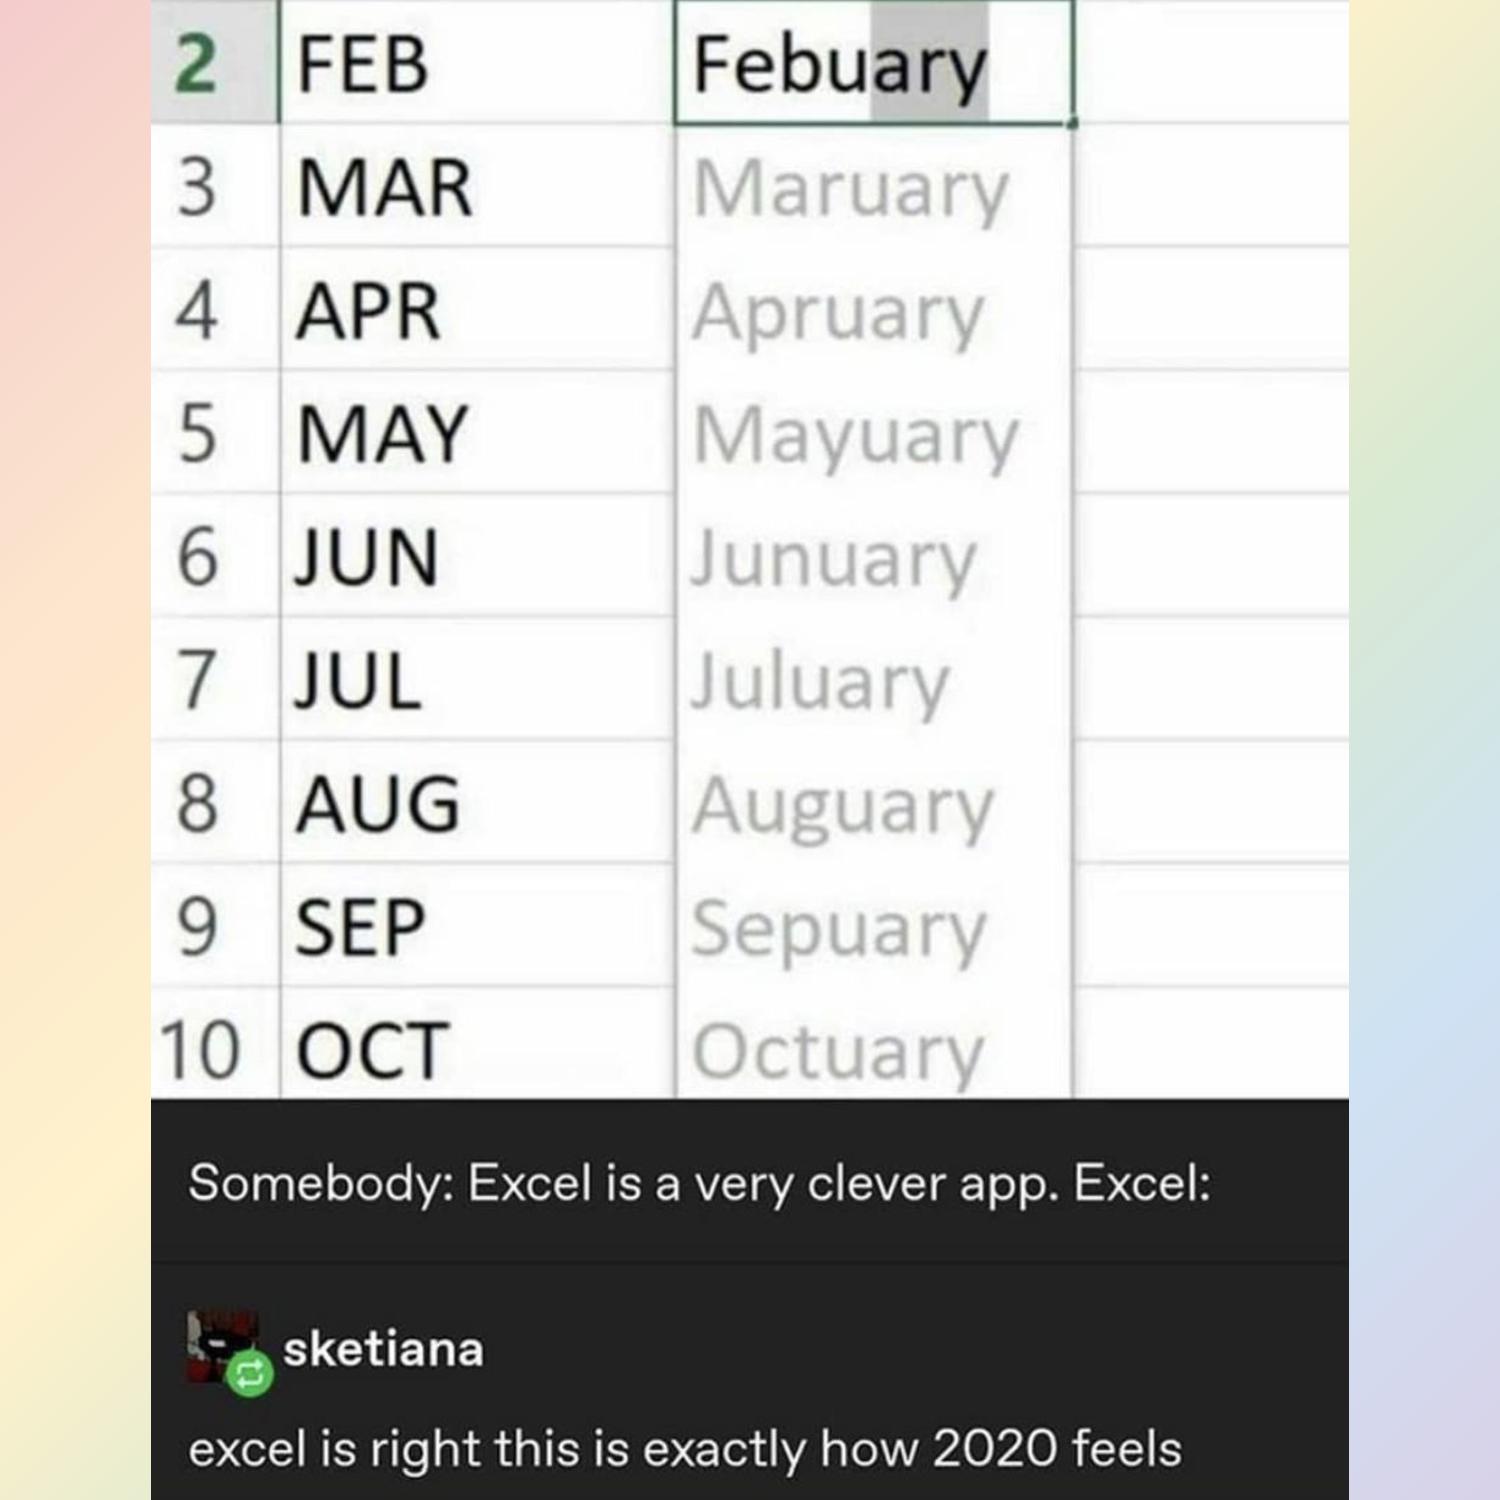 2 FEB Febuary
3 MAR Maruary
4 APR Apruary
5 MAY Mayuary
6 JUN Junuary
7 JUL Juluary
8 AUG Auguary
9 SEP Sepuary
10 OCT Octuary
Somebody: Excel is a very clever app. Excel:
sketiana
excel is right this is exactly how 2020 feels